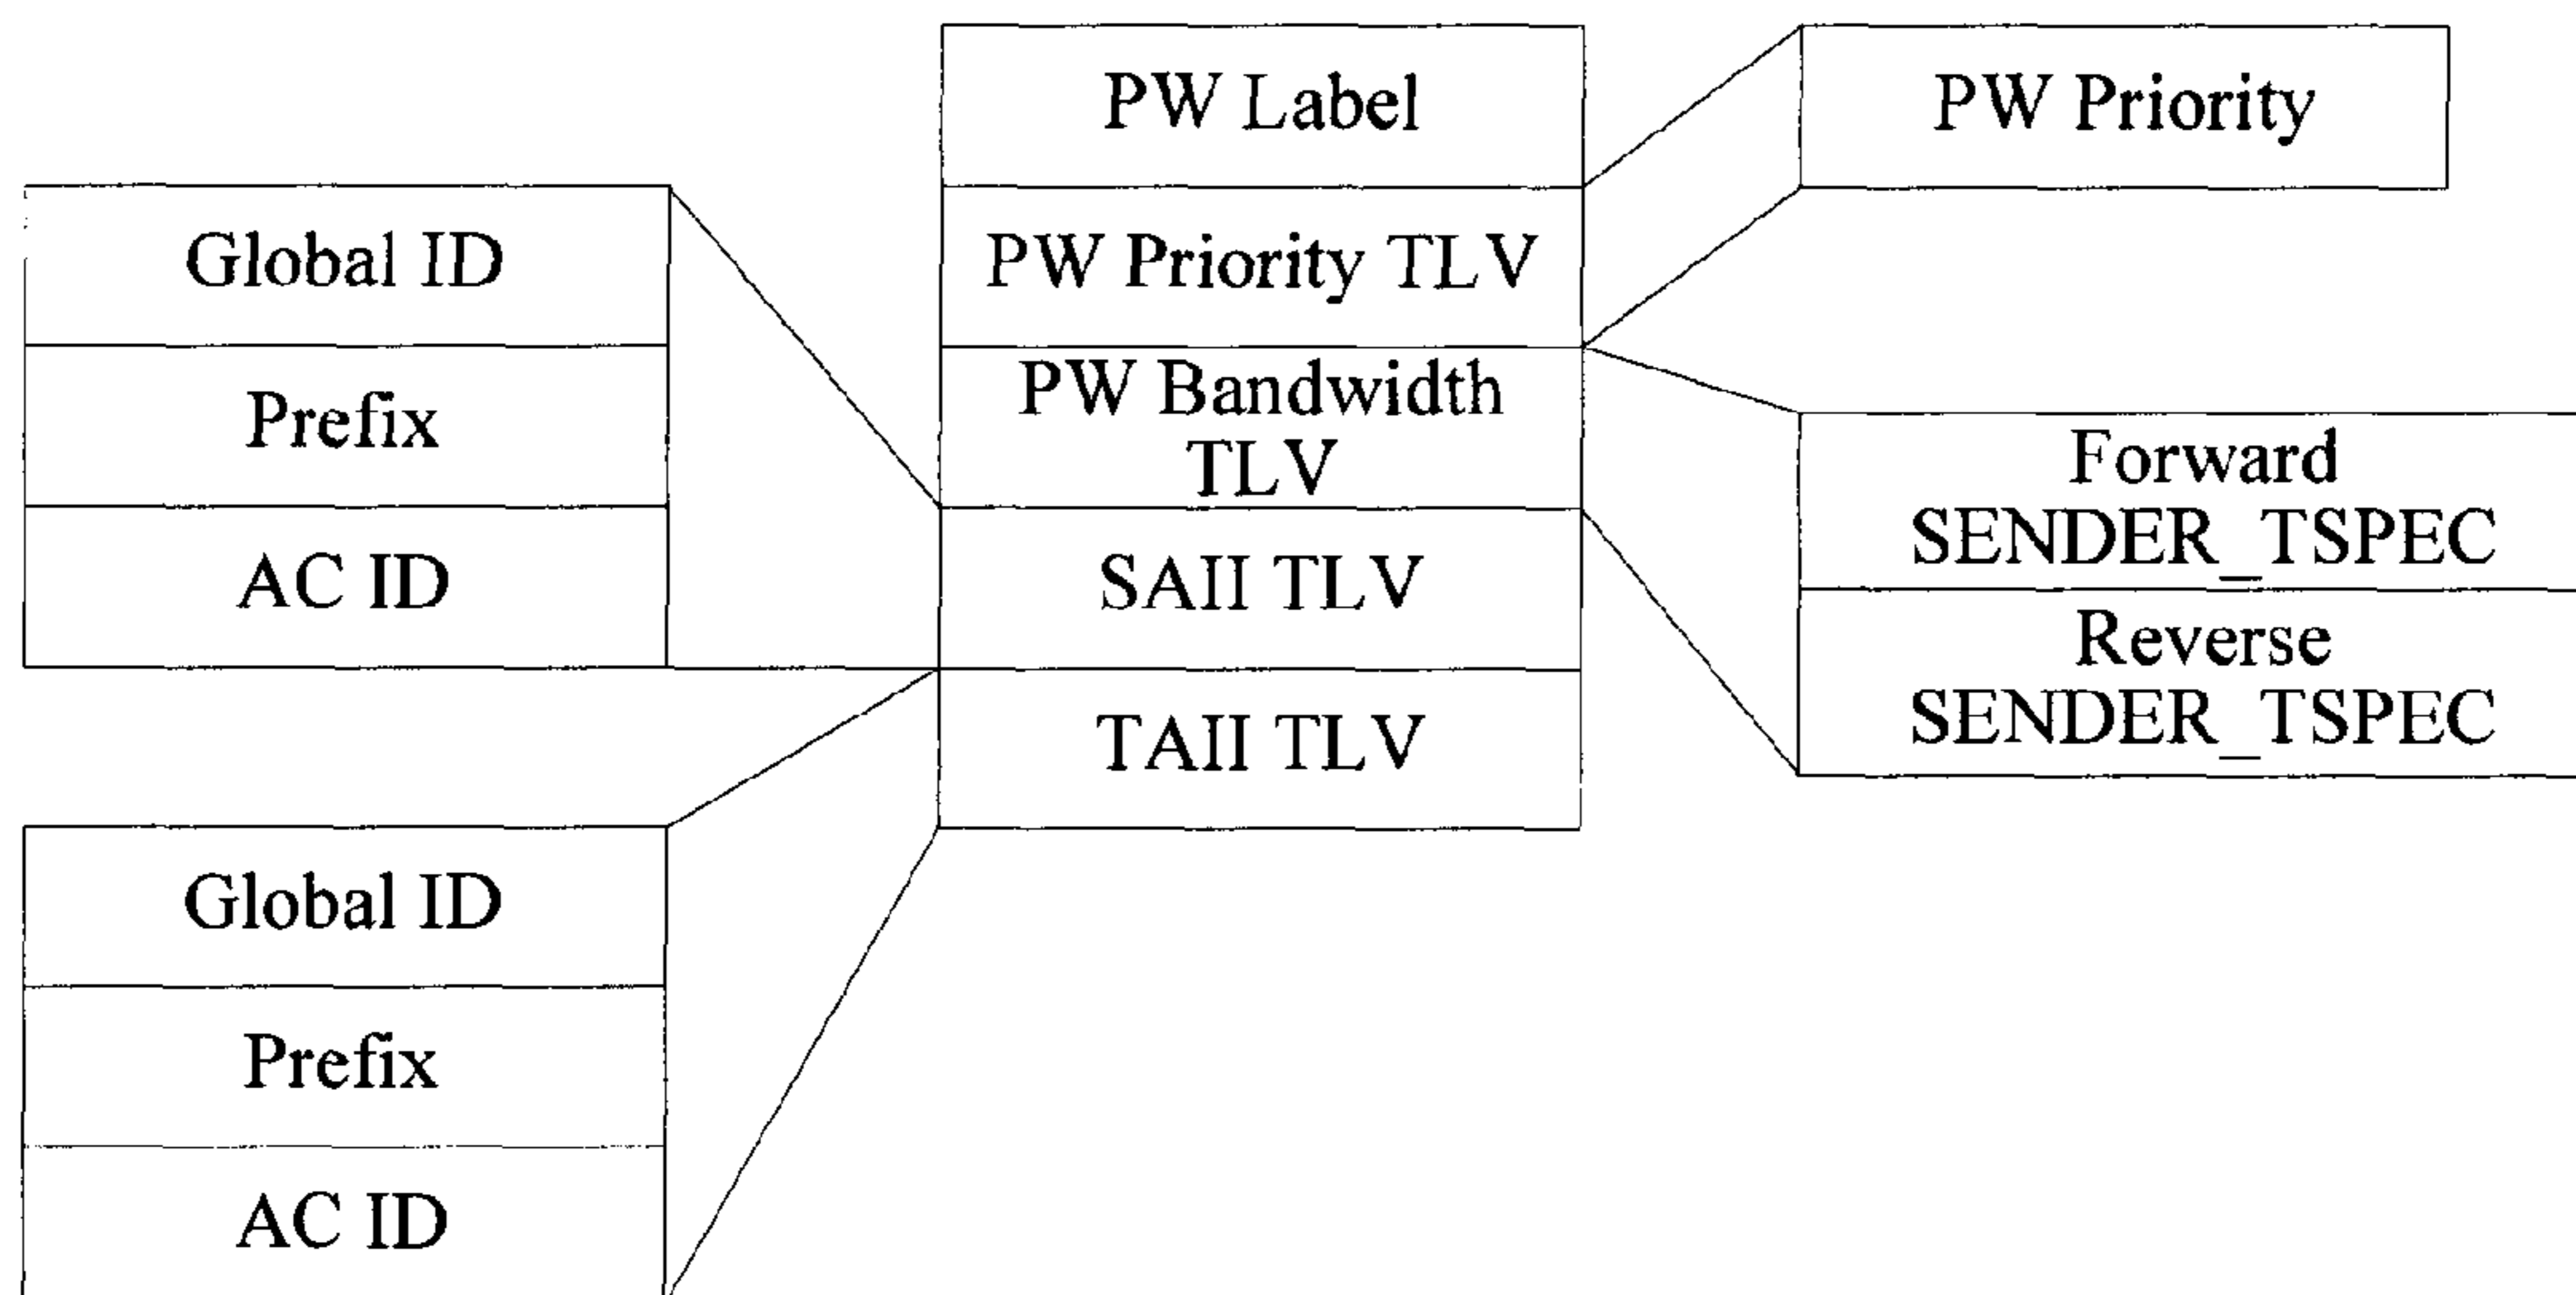 PW Label
PW Priority TLV
PW Bandwidth
TLV
SAII TLV
TAII TLV
Global ID
Prefix
AC ID
Global ID
Prefix
AC ID
PW Priority
Forward
SENDER_TSPEC
Reverse
SENDER_TSPEC